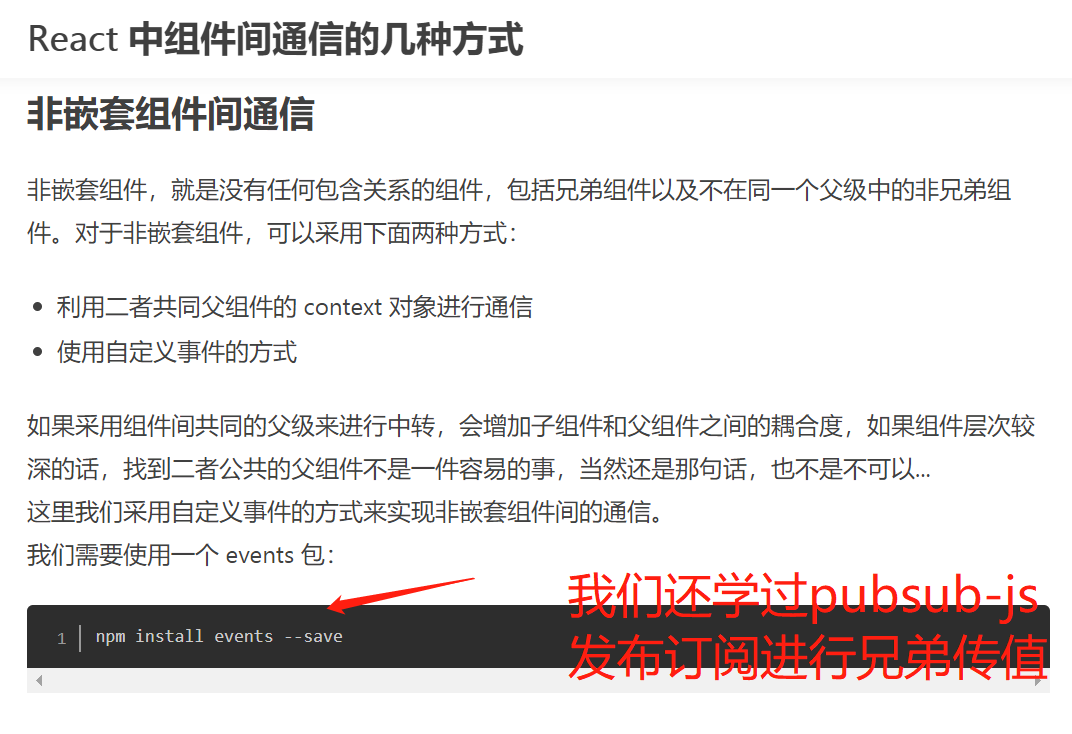 React 中组件间通信的几种方式
非嵌套组件间通信
非嵌套组件，就是没有任何包含关系的组件，包括兄弟组件以及不在同一个父级中的非兄弟组
件。对于非嵌套组件，可以采用下面两种方式：
利用二者共同父组件的 context 对象进行通信
使用自定义事件的方式
如果采用组件间共同的父级来进行中转，会增加子组件和父组件之间的耦合度，如果组件层次较
深的话，找到二者公共的父组件不是一件容易的事，当然还是那句话，也不是不可以...
这里我们采用自定义事件的方式来实现非嵌套组件间的通信。
我们需要使用一个 events 包：
1 npm install events --save
我们还学过pubsub-js
发布订阅进行兄弟传值